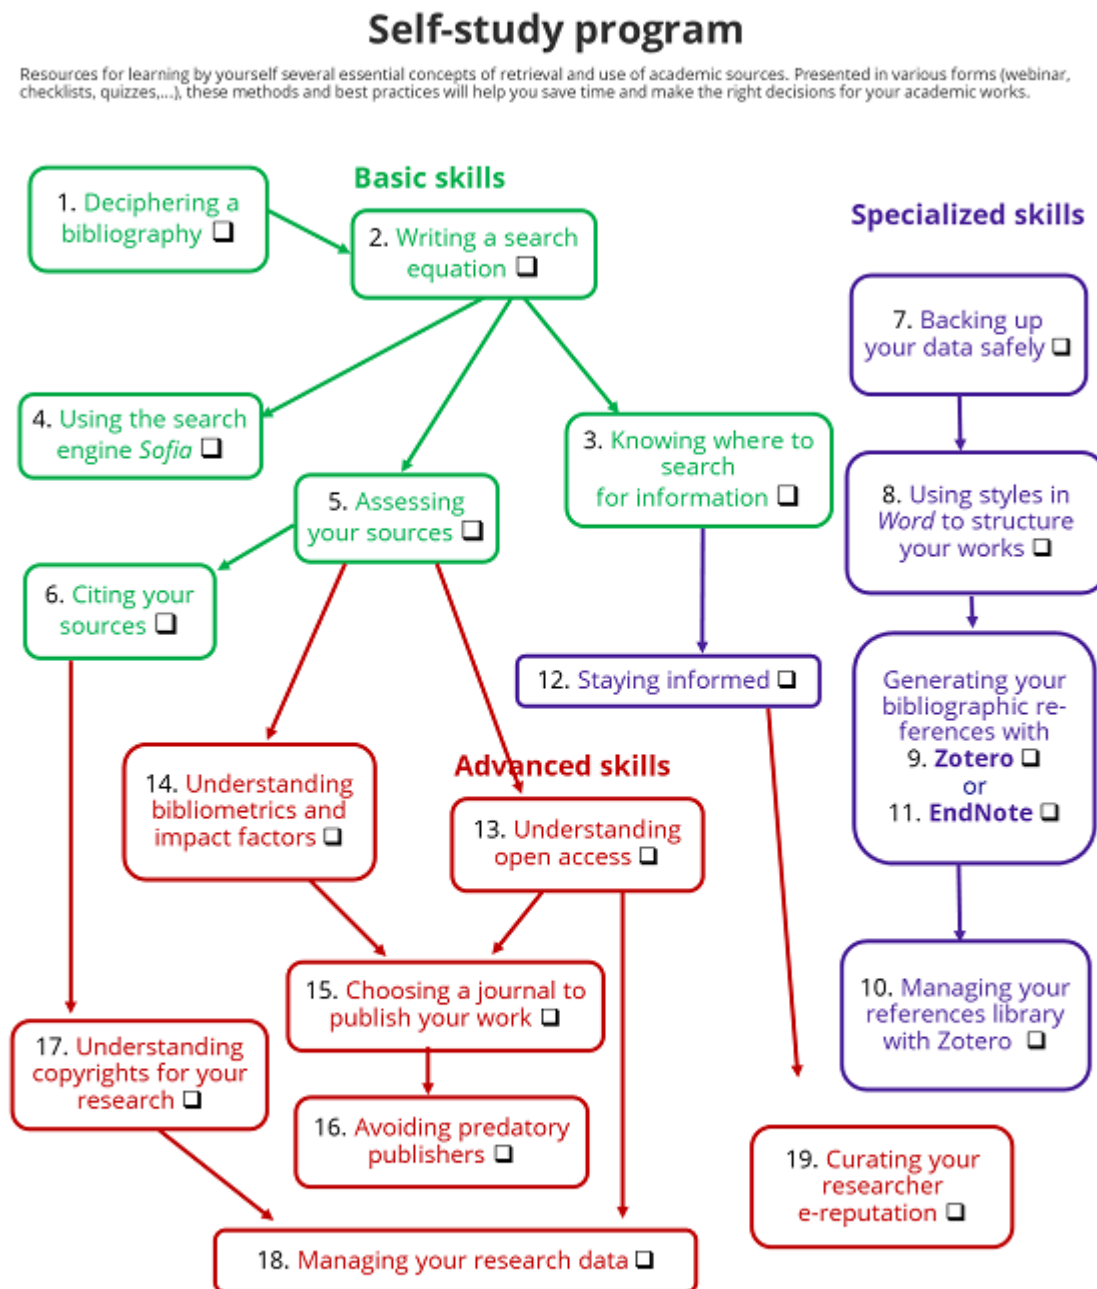 Self-study program
Resources for learning by yourself several essential concepts of retrieval and use of academic sources. Presented in various forms (webinar,
checklists, quizzes,...), these methods and best practices will help you save time and make the right decisions for your academic works.
Basic skills
1. Deciphering a
bibliography ❑
2. Writing a search
equation ❑
4. Using the search
engine Sofia ❑
3. Knowing where to
search
for information ❑
5. Assessing
your sources ❑
6. Citing your
sources ❑
Specialized skills
7. Backing up
your data safely ❑
8. Using styles in
Word to structure
your works ❑
Generating your
bibliographic re-
ferences with
9. Zotero ❑
or
11. EndNote ❑
10. Managing your
references library
with Zotero ❑
12. Staying informed ❑
Advanced skills
14. Understanding
bibliometrics and
impact factors ❑
13. Understanding
open access ❑
15. Choosing a journal to
publish your work ❑
16. Avoiding predatory
publishers ❑
17. Understanding
copyrights for your
research ❑
18. Managing your research data ❑
19. Curating your
researcher
e-reputation ❑